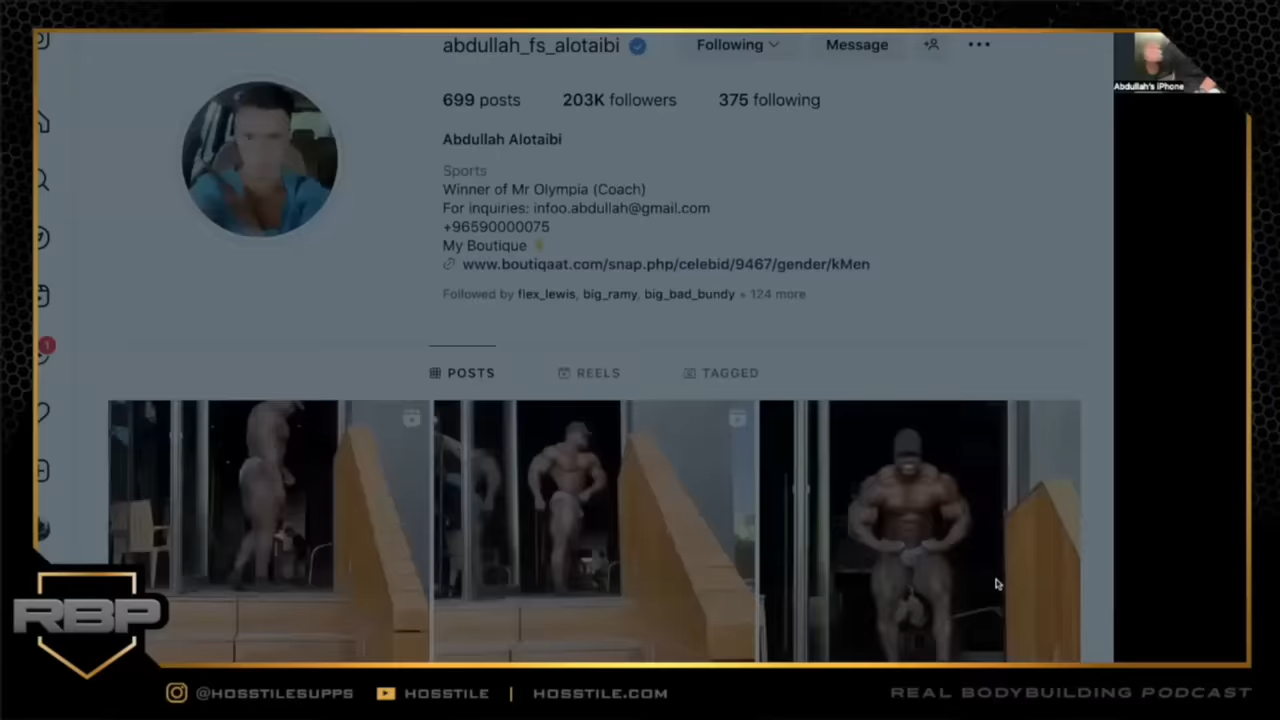 abdullah_fs_alotaibi
Following
Message
Abdullah's iPhone
699 posts
203K followers
375 following
Abdullah Alotaibi
Sports
Winner of Mr Olympia (Coach)
For inquiries: infoo.abdullah@gmail.com
+96590000075
My Boutique
www.boutiqaat.com/snap.php/celebid/9467/gender/kMen
Followed by flex_lewis, big_ramy, big_bad_bundy + 124 more
1
POSTS
REELS
TAGGED
RBP
@HOSSTILESUPPS
HOSSTILE | HOSSTILE.COM
REAL BODYBUILDING PODCAST